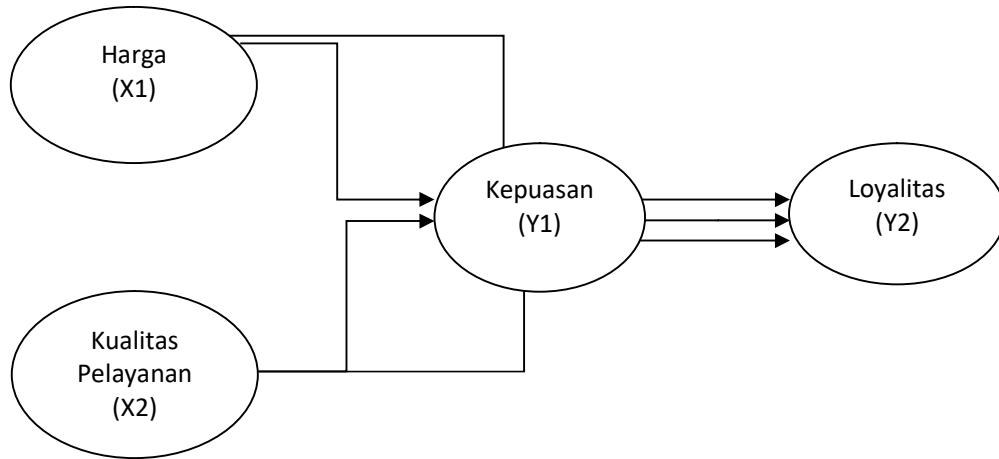 Harga
(X1)
Kepuasan
(Y1)
Loyalitas
(Y2)
Kualitas
Pelayanan
(X2)